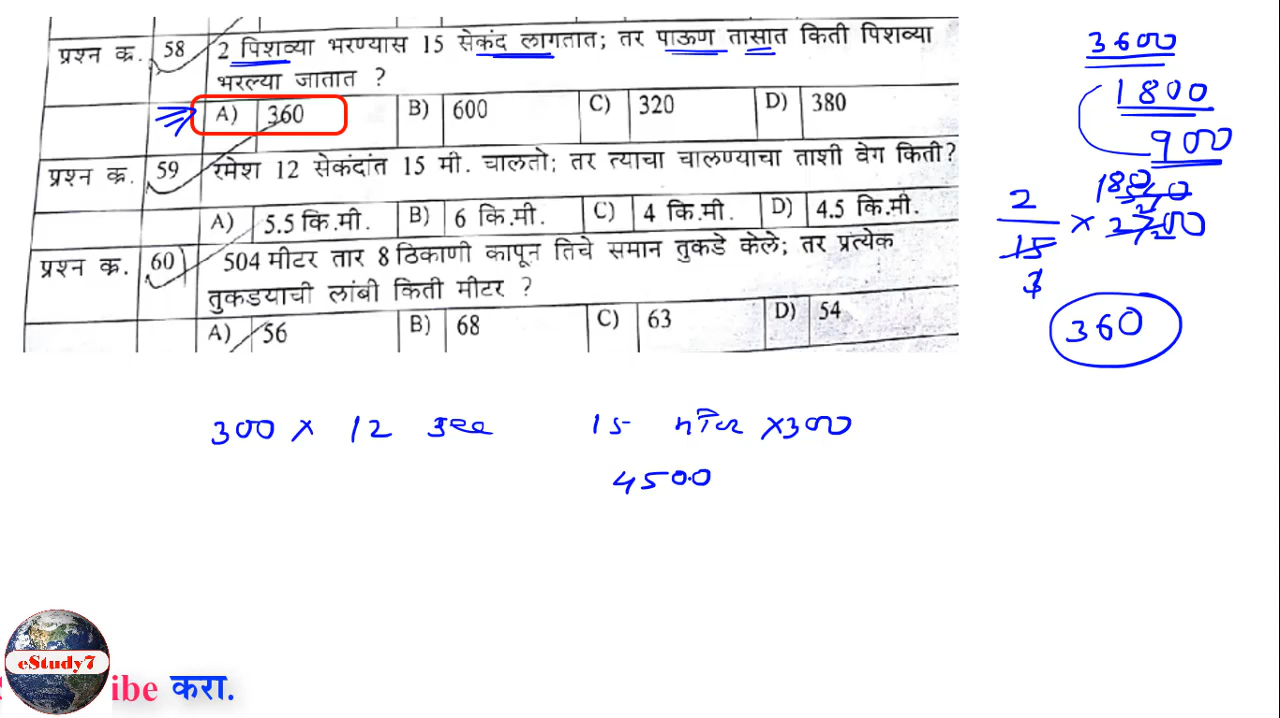 प्रश्न क्र. 58 2 पिशव्या भरण्यास 15 सेकंद लागतात; तर पाऊण तासात किती पिशव्या
भरल्या जातात ?
A) 360 B) 600 C) 320 D) 380
प्रश्न क्र. 59 रमेश 12 सेकंदांत 15 मी. चालतो; तर त्याचा चालण्याचा ताशी वेग किती?
A) 5.5 कि.मी. B) 6 कि.मी. C) 4 कि.मी. D) 4.5 कि.मी.
प्रश्न क्र. 60) 504 मीटर तार 8 ठिकाणी कापून तिचे समान तुकडे केले; तर प्रत्येक
तुकडयाची लांबी किती मीटर ?
A) 56 B) 68 C) 63 D) 54
3600
1800
900
180
2
15 × 2700
360
300 × 12 sec 15 मीटर ×300
4500
eStudy7
ibe करा.